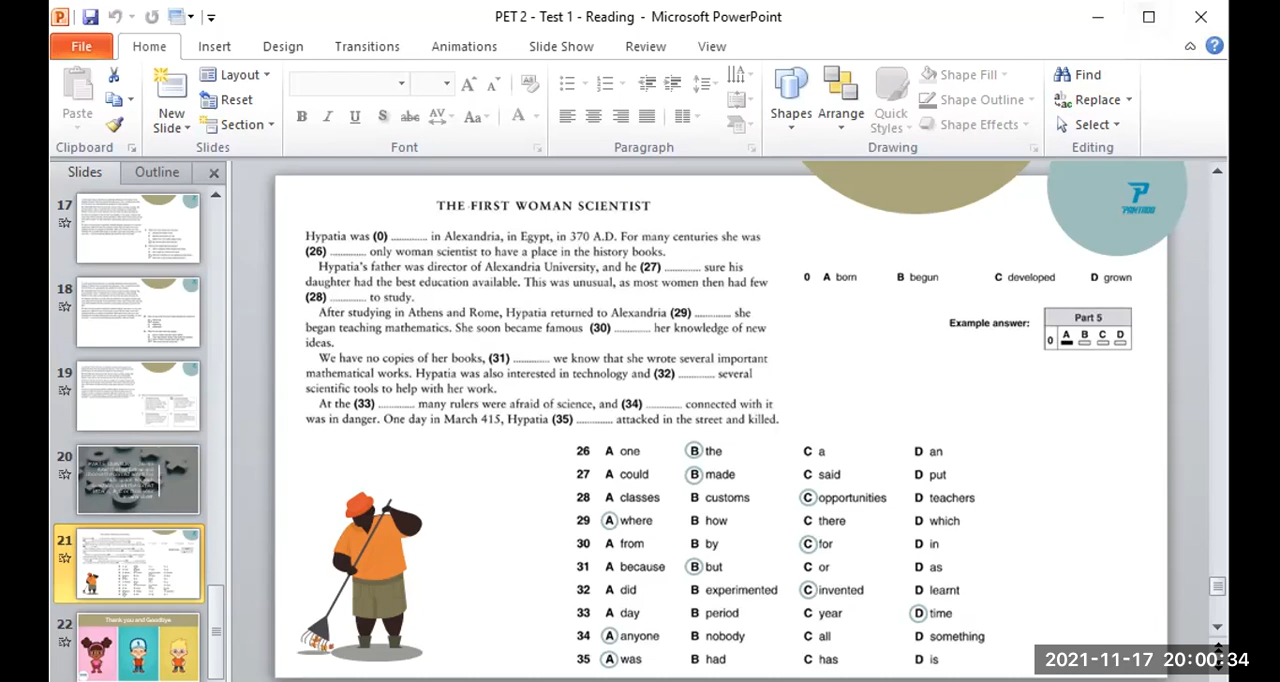 PET 2 - Test 1 - Reading - Microsoft PowerPoint
File Home Insert Design Transitions Animations Slide Show Review View
Paste
New Slide
Layout
Reset
Section
Shapes
Arrange
Quick Styles
Shape Fill
Shape Outline
Shape Effects
Find
Replace
Select
Clipboard Slides Font Paragraph Drawing Editing
Slides Outline
17
18
19
20
21
22
Thank you and Goodbye
THE FIRST WOMAN SCIENTIST
Hypatia was (0) ............ in Alexandria, in Egypt, in 370 A.D. For many centuries she was
(26) ............ only woman scientist to have a place in the history books.
Hypatia's father was director of Alexandria University, and he (27) ............ sure his
daughter had the best education available. This was unusual, as most women then had few
(28) ............ to study.
After studying in Athens and Rome, Hypatia returned to Alexandria (29) ............ she
began teaching mathematics. She soon became famous (30) ............ her knowledge of new
ideas.
We have no copies of her books, (31) ............ we know that she wrote several important
mathematical works. Hypatia was also interested in technology and (32) ............ several
scientific tools to help with her work.
At the (33) ............ many rulers were afraid of science, and (34) ............ connected with it
was in danger. One day in March 415, Hypatia (35) ............ attacked in the street and killed.
0 A born B begun C developed D grown
Example answer:
Part 5
0 A B C D
26 A one B the C a D an
27 A could B made C said D put
28 A classes B customs C opportunities D teachers
29 A where B how C there D which
30 A from B by C for D in
31 A because B but C or D as
32 A did B experimented C invented D learnt
33 A day B period C year D time
34 A anyone B nobody C all D something
35 A was B had C has D is
2021-11-17 20:00:34